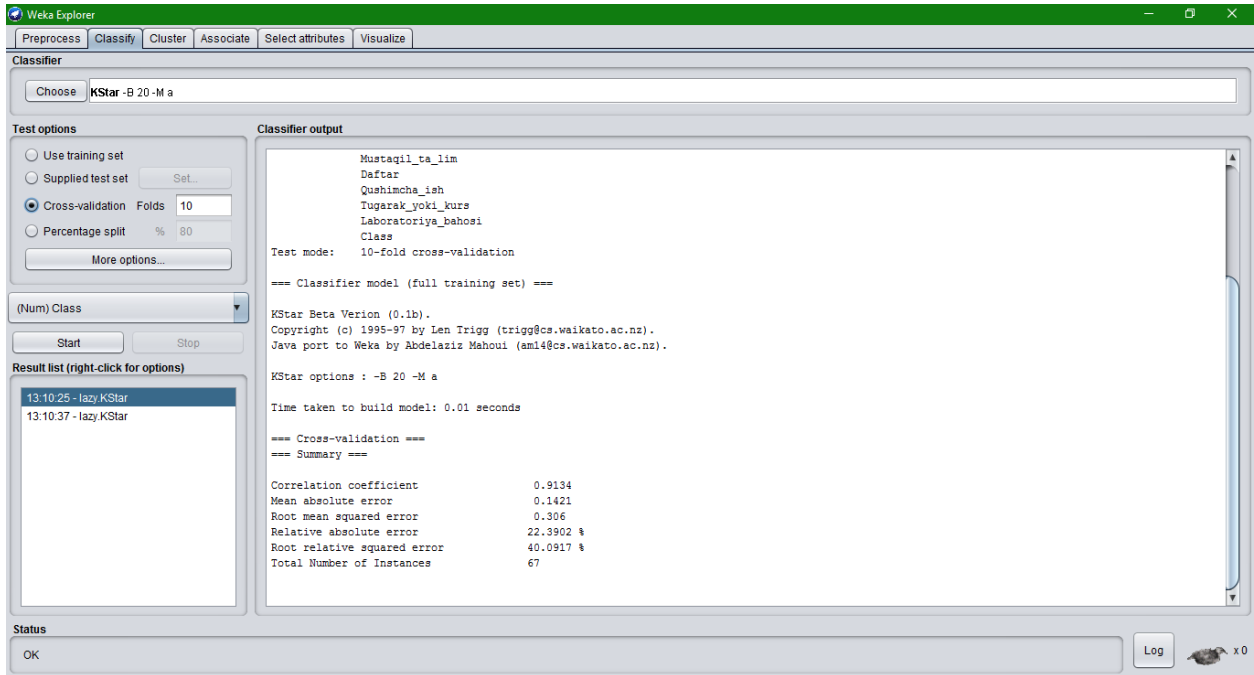 Weka Explorer
Preprocess Classify Cluster Associate Select attributes Visualize
Classifier
Choose KStar -B 20 -M a
Test options
Use training set
Supplied test set Set...
Cross-validation Folds 10
Percentage split % 80
More options...
(Num) Class
Start Stop
Result list (right-click for options)
13:10:25 - lazy.KStar
13:10:37 - lazy.KStar
Classifier output
Mustaqil_ta_lim
Daftar
Qushimcha_ish
Tugarak_yoki_kurs
Laboratoriya_bahosi
Class
Test mode: 10-fold cross-validation
=== Classifier model (full training set) ===
KStar Beta Verion (0.1b).
Copyright (c) 1995-97 by Len Trigg (trigg@cs.waikato.ac.nz).
Java port to Weka by Abdelaziz Mahoui (am14@cs.waikato.ac.nz).
KStar options : -B 20 -M a
Time taken to build model: 0.01 seconds
=== Cross-validation ===
=== Summary ===
Correlation coefficient 0.9134
Mean absolute error 0.1421
Root mean squared error 0.306
Relative absolute error 22.3902 %
Root relative squared error 40.0917 %
Total Number of Instances 67
Status
OK
Log x 0